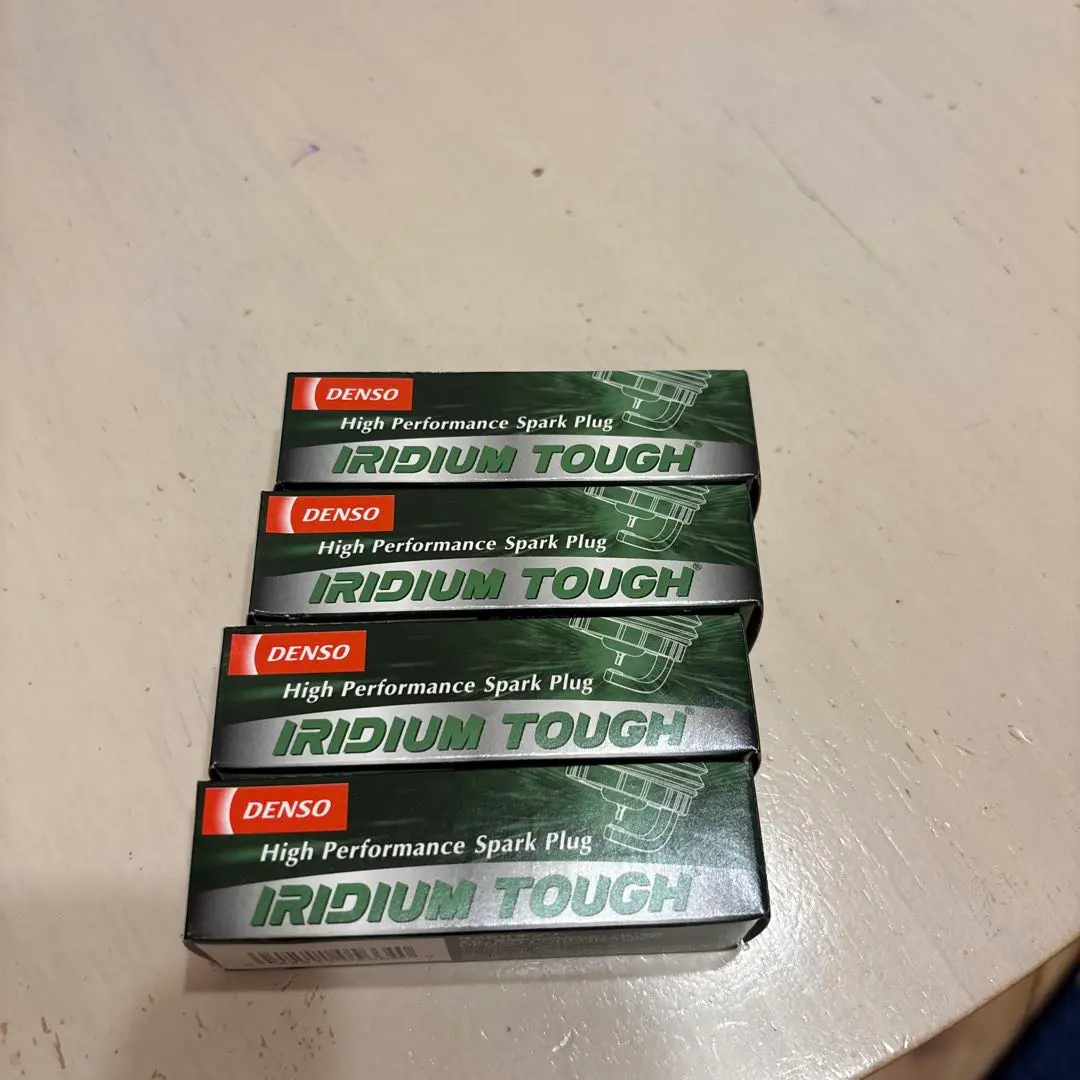 DENSO
High Performance Spark Plug
IRIDIUM TOUGH®
DENSO
High Performance Spark Plug
IRIDIUM TOUGH®
DENSO
High Performance Spark Plug
IRIDIUM TOUGH®
DENSO
High Performance Spark Plug
IRIDIUM TOUGH